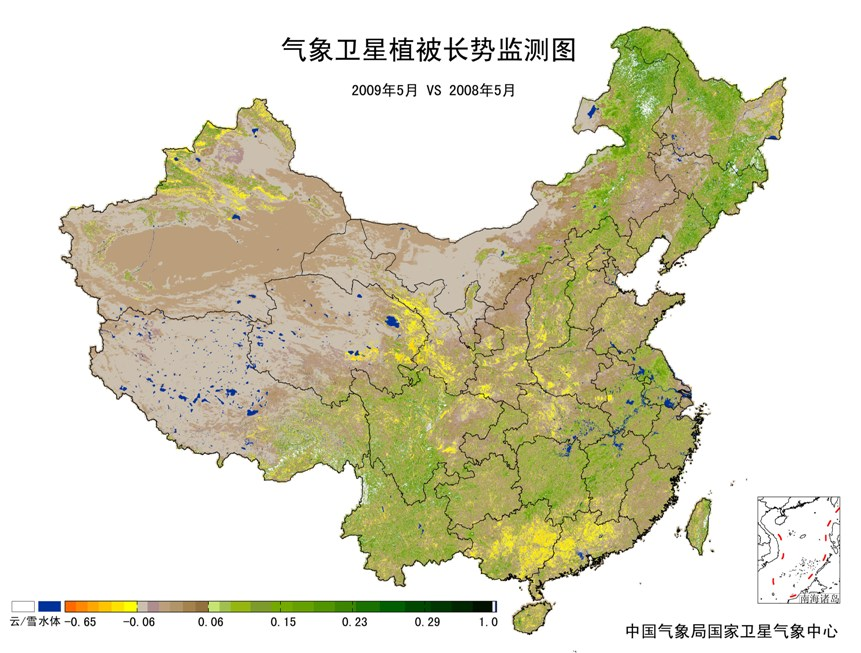 气象卫星植被长势监测图
2009年5月 VS 2008年5月
南海诸岛
云/雪 水体 -0.65 -0.06 0.06 0.15 0.23 0.29 1.0
中国气象局国家卫星气象中心